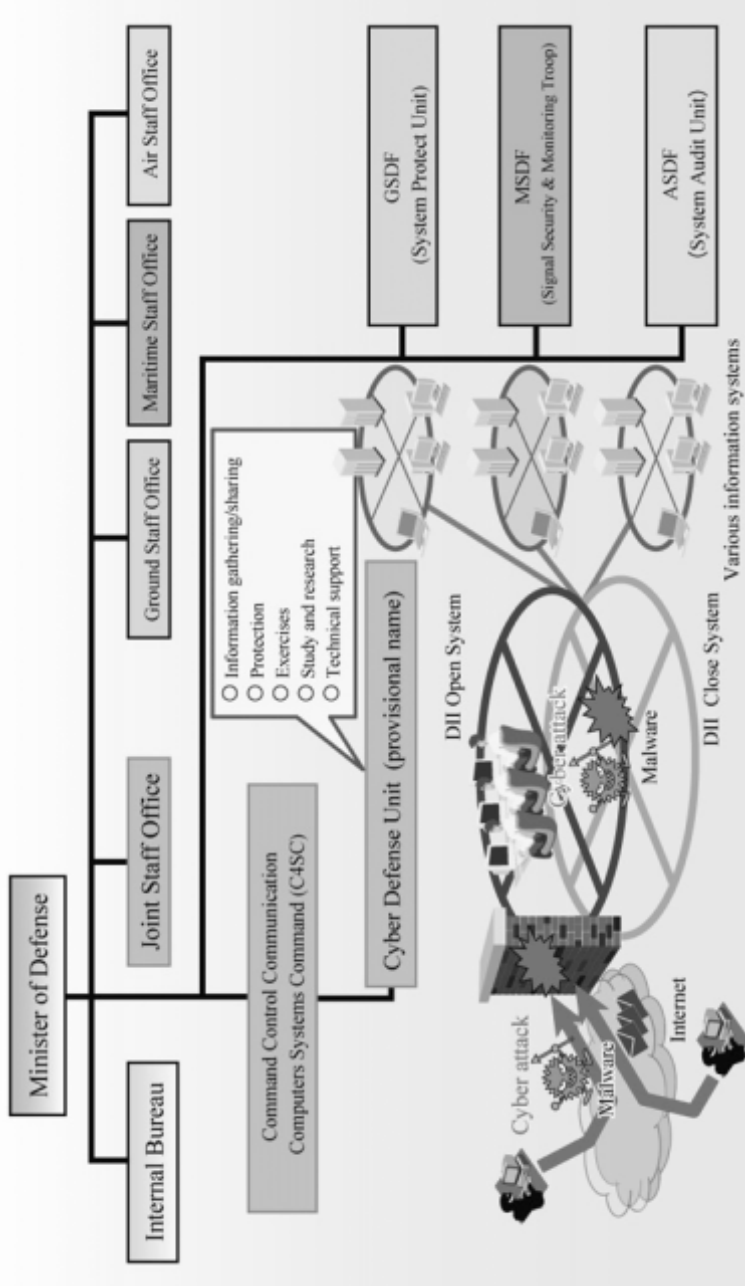 Minister of Defense
Internal Bureau
Joint Staff Office
Ground Staff Office
Maritime Staff Office
Air Staff Office
Command Control Communication
Computers Systems Command (C4SC)
Cyber Defense Unit (provisional name)
○ Information gathering/sharing
○ Protection
○ Exercises
○ Study and research
○ Technical support
GSDF
(System Protect Unit)
MSDF
(Signal Security & Monitoring Troop)
ASDF
(System Audit Unit)
Cyber attack
Malware
Internet
DII Open System
Cyber attack
Malware
DII Close System
Various information systems